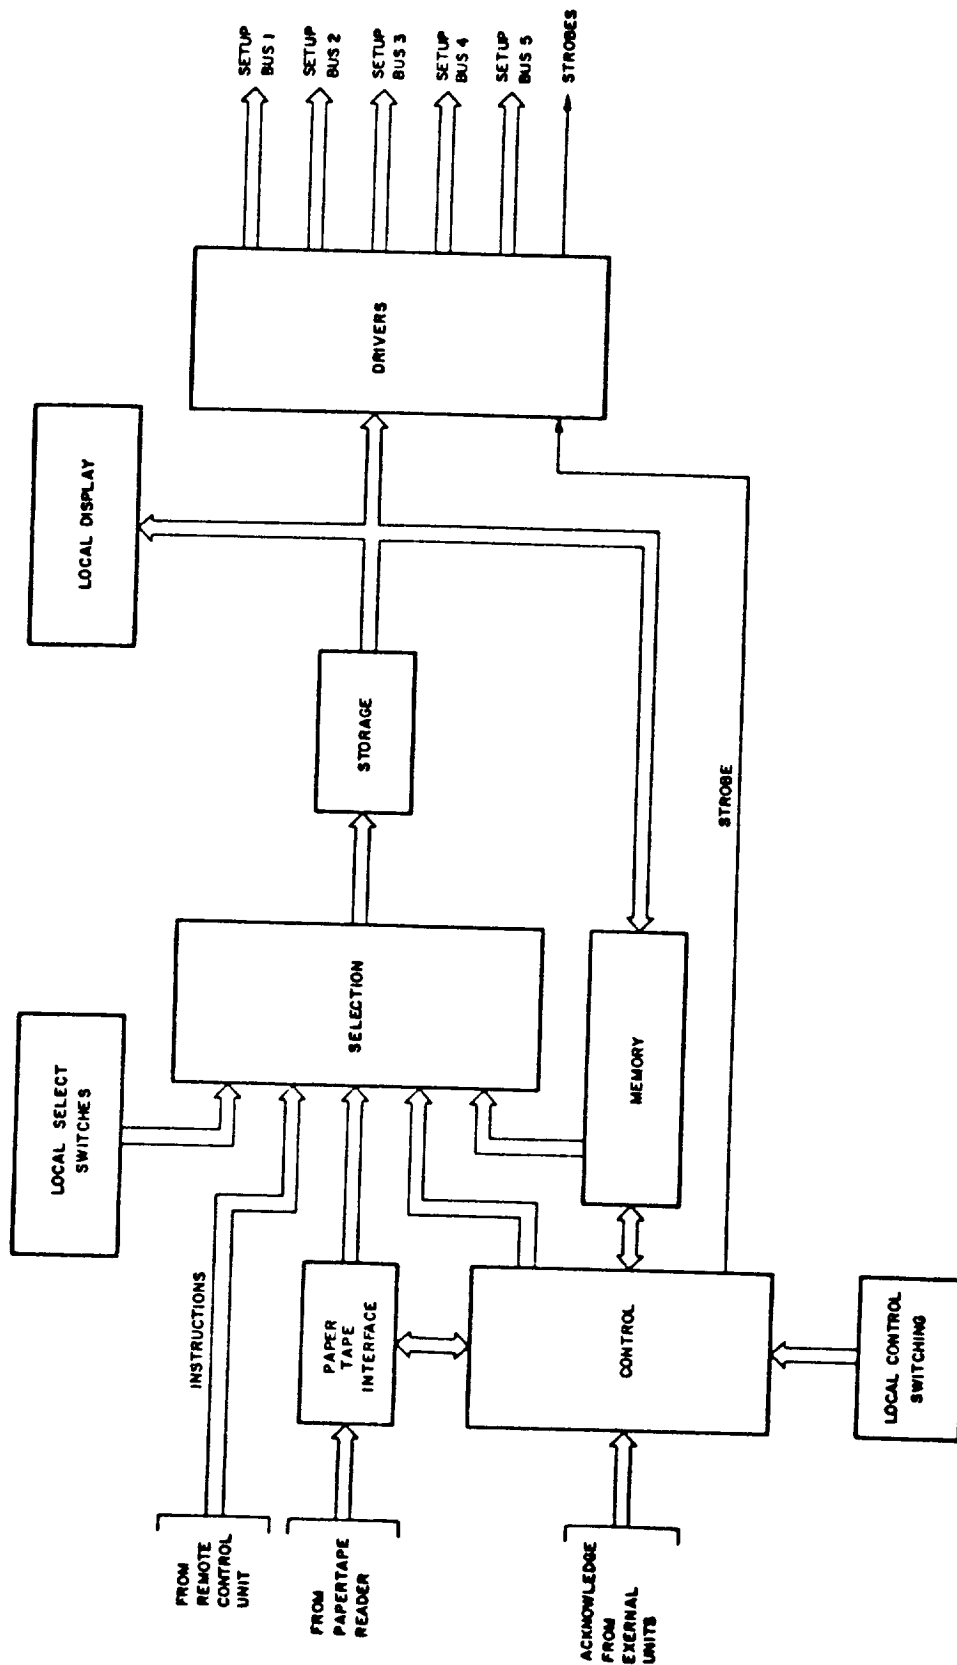 FROM
REMOTE
CONTROL
UNIT
INSTRUCTIONS
FROM
PAPERTAPE
READER
ACKNOWLEDGE
FROM
EXERNAL
UNITS
LOCAL SELECT
SWITCHES
PAPER
TAPE
INTERFACE
CONTROL
LOCAL CONTROL
SWITCHING
SELECTION
MEMORY
STORAGE
STROBE
LOCAL DISPLAY
DRIVERS
SETUP
BUS 1
SETUP
BUS 2
SETUP
BUS 3
SETUP
BUS 4
SETUP
BUS 5
STROBES